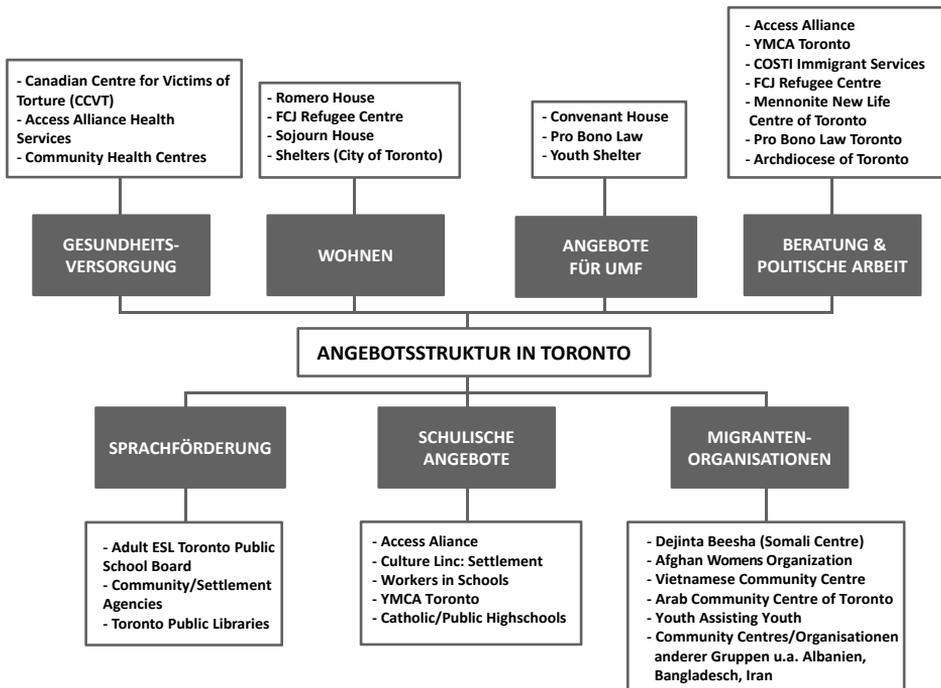 - Canadian Centre for Victims of
Torture (CCVT)
- Access Alliance Health
Services
- Community Health Centres
- Romero House
- FCJ Refugee Centre
- Sojourn House
- Shelters (City of Toronto)
- Convenant House
- Pro Bono Law
- Youth Shelter
- Access Alliance
- YMCA Toronto
- COSTI Immigrant Services
- FCJ Refugee Centre
- Mennonite New Life
Centre of Toronto
- Pro Bono Law Toronto
- Archdiocese of Toronto
GESUNDHEITS-
VERSORGUNG
WOHNEN
ANGEBOTE
FÜR UMF
BERATUNG &
POLITISCHE ARBEIT
ANGEBOTSSTRUKTUR IN TORONTO
SPRACHFÖRDERUNG
SCHULISCHE
ANGEBOTE
MIGRANTEN-
ORGANISATIONEN
- Adult ESL Toronto Public
School Board
- Community/Settlement
Agencies
- Toronto Public Libraries
- Access Aliance
- Culture Linc: Settlement
- Workers in Schools
- YMCA Toronto
- Catholic/Public Highschools
- Dejinta Beesha (Somali Centre)
- Afghan Womens Organization
- Vietnamese Community Centre
- Arab Community Centre of Toronto
- Youth Assisting Youth
- Community Centres/Organisationen
anderer Gruppen u.a. Albanien,
Bangladesch, Iran